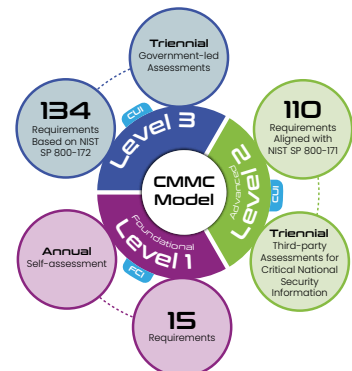 Triennial
Government-led
Assessments
134
Requirements
Based on NIST
SP 800-172
CUI
Level 3
110
Requirements
Aligned with
NIST SP 800-171
CMMC
Model
Advanced
Level 2
CUI
Triennial
Third-party
Assessments for
Critical National
Security
Information
Annual
Self-assessment
Foundational
Level 1
FCI
15
Requirements